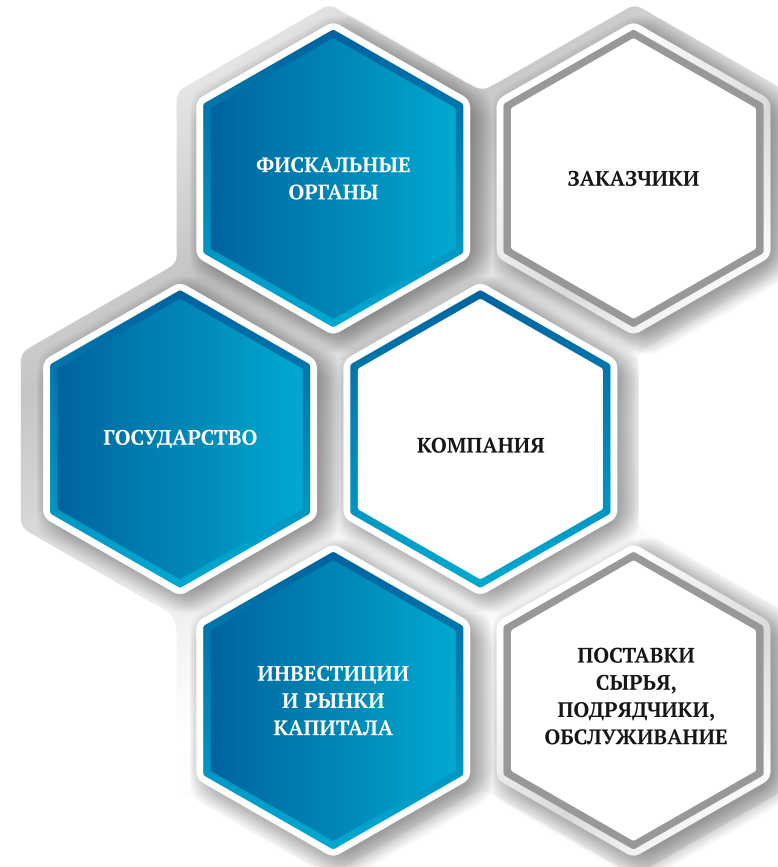 ФИСКАЛЬНЫЕ
ОРГАНЫ
ЗАКАЗЧИКИ
ГОСУДАРСТВО
КОМПАНИЯ
ИНВЕСТИЦИИ
И РЫНКИ
КАПИТАЛА
ПОСТАВКИ
СЫРЬЯ,
ПОДРЯДЧИКИ,
ОБСЛУЖИВАНИЕ